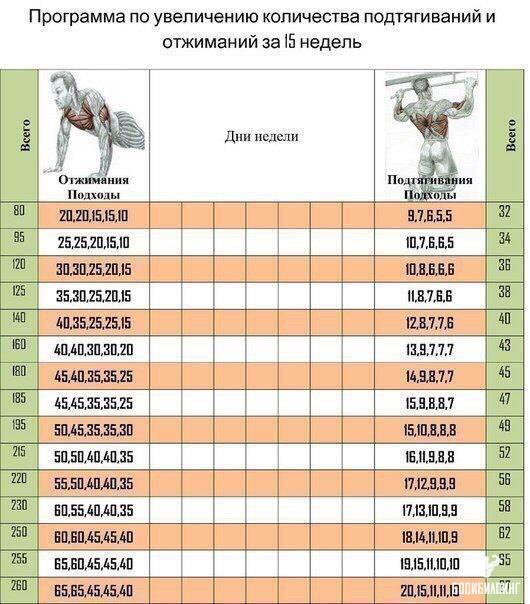 Программа по увеличению количества подтягиваний и
отжиманий за 15 недель
Всего
Отжимания
Подходы
Дни недели
Подтягивания
Подходы
Всего
80 20,20,15,15,10 9,7,6,5,5 32
95 25,25,20,15,10 10,7,6,6,5 34
120 30,30,25,20,15 10,8,6,6,6 36
125 35,30,25,20,15 11,8,7,6,6 38
140 40,35,25,25,15 12,8,7,7,6 40
160 40,40,30,30,20 13,9,7,7,7 43
180 45,40,35,35,25 14,9,8,7,7 45
185 45,45,35,35,25 15,9,8,8,7 47
195 50,45,35,35,30 15,10,8,8,8 49
215 50,50,40,40,35 16,11,9,8,8 52
220 55,50,40,40,35 17,12,9,9,9 56
230 60,55,40,40,35 17,13,10,9,9 58
250 60,60,45,45,40 18,14,11,10,9 62
255 65,60,45,45,40 19,15,11,10,10 65
260 65,65,45,45,40 20,15,11,11,10